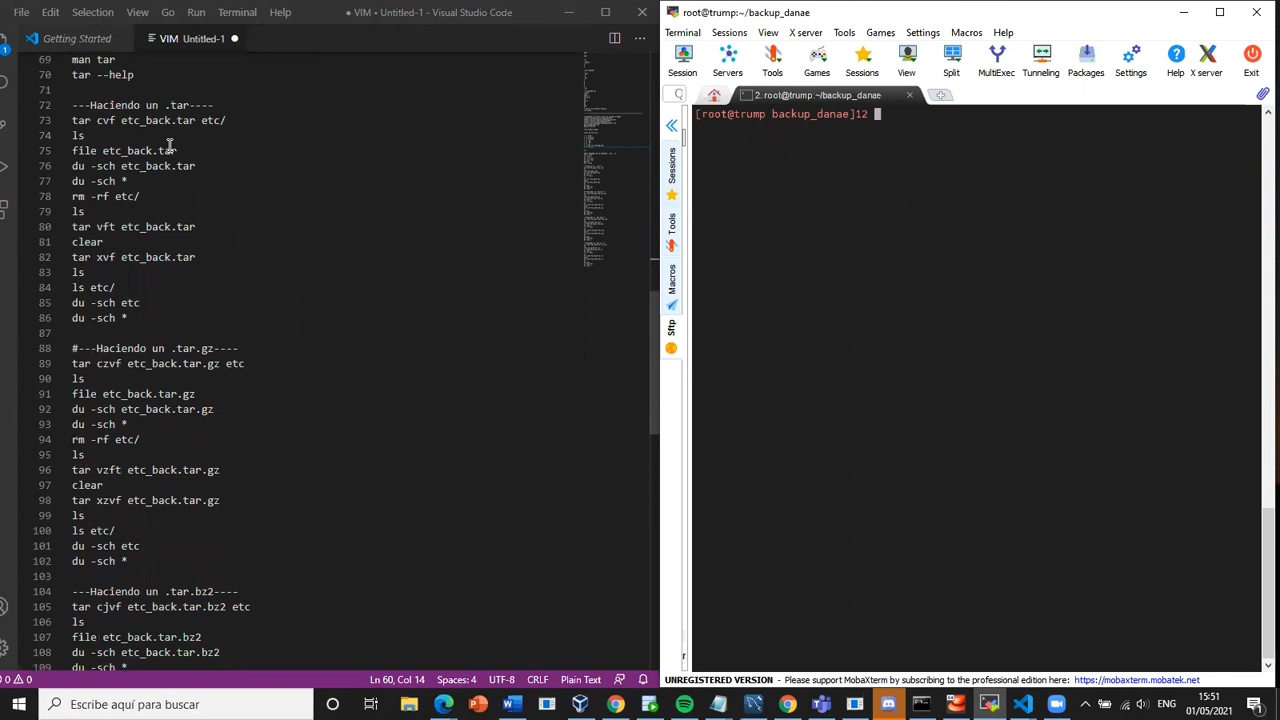 File
Edit
Selection
View
Go
Run
Terminal
● VIM • Untitled-1 - Vi
Getting Started
VIM Untitled-1 ●
69
70 gzip -help
71
72 ---Haciendo un .tar-----
73 tar cvf etc_back.tar etc/
74 ls
75 file etc_back.tar
76 du -sch etc_back.tar
77 du -sch *
78 rm -rf etc/
79 ls
80 tar vft etc_back.tar
81 clear
82 tar xvf etc_back.tar
83 ls
84 ls etc/
85 du -sch etc
86 du -sch *
87
88 #---Haciendo un .tar.gz---
89 tar czvf etc_back.tar.gz etc
90 ls
91 file etc_back.tar.gz
92 du -sch etc_back.tar.gz
93 du -sch *
94 rm -rf etc/
95 ls
96 tar vzft etc_back.tar.gz
97 clear
98 tar xzvf etc_back.tar.gz
99 ls
100 ls etc/
101 du -sch etc
102 du -sch *
103
104 ---Haciendo un .tar.bz2----
105 tar cjvf etc_back.tar.bz2 etc
106 ls
107 file etc_back.tar.bz2
108 du -sch etc_back.tar.bz2
109 du -sch *
0 0
Ln 60, Col 1
Spaces: 4
UTF-8
CRLF
Plain Text
root@trump:~/backup_danae
Terminal
Sessions
View
X server
Tools
Games
Settings
Macros
Help
Session
Servers
Tools
Games
Sessions
View
Split
MultiExec
Tunneling
Packages
Settings
Help
X server
Exit
2. root@trump:~/backup_danae
Sessions
Tools
Macros
Sftp
[root@trump backup_danae]12
UNREGISTERED VERSION - Please support MobaXterm by subscribing to the professional edition here: https://mobaxterm.mobatek.net
Escribe aquí para buscar
ENG
15:51
01/05/2021
1